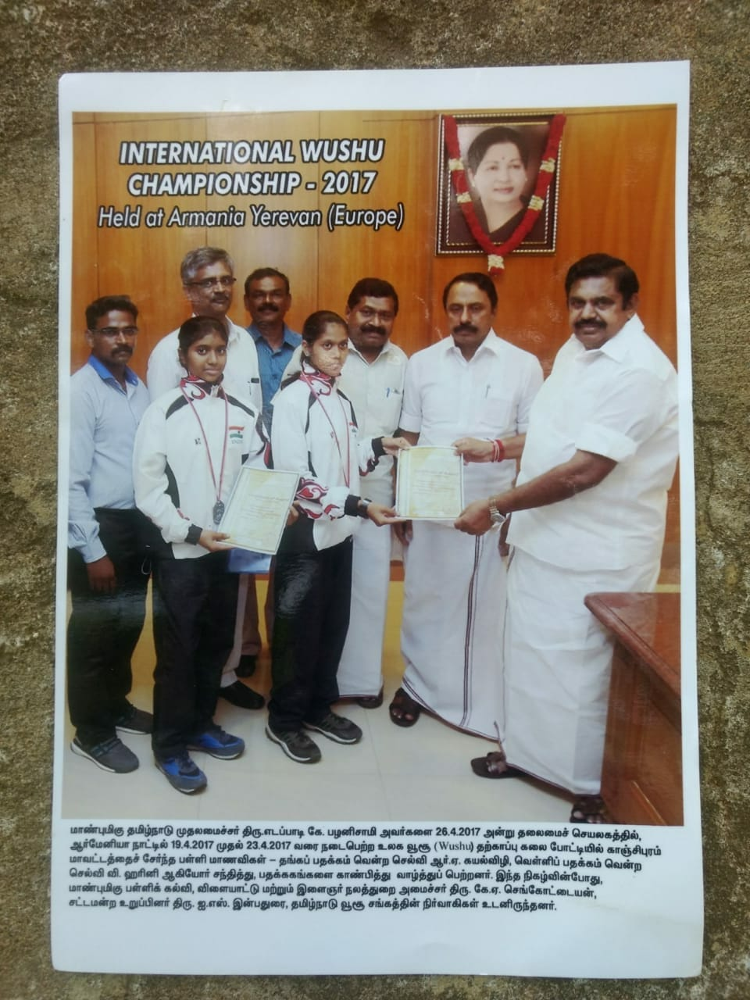 INTERNATIONAL WUSHU
CHAMPIONSHIP - 2017
Held at Armania Yerevan (Europe)
மாண்புமிகு தமிழ்நாடு முதலமைச்சர் திரு.எடப்பாடி கே. பழனிசாமி அவர்களை 26.4.2017 அன்று தலைமைச் செயலகத்தில்,
ஆர்மேனியா நாட்டில் 19.4.2017 முதல் 23.4.2017 வரை நடைபெற்ற உலக வூசூ (Wushu) தற்காப்பு கலை போட்டியில் காஞ்சிபுரம்
மாவட்டத்தைச் சேர்ந்த பள்ளி மாணவிகள் – தங்கப் பதக்கம் வென்ற செல்வி ஆர்.ஏ. கயல்விழி, வெள்ளிப் பதக்கம் வென்ற
செல்வி வி. ஹரினி ஆகியோர் சந்தித்து, பதக்ககங்களை காண்பித்து வாழ்த்துப் பெற்றனர். இந்த நிகழ்வின்போது,
மாண்புமிகு பள்ளிக் கல்வி, விளையாட்டு மற்றும் இளைஞர் நலத்துறை அமைச்சர் திரு. கே.ஏ. செங்கோட்டையன்,
சட்டமன்ற உறுப்பினர் திரு. ஐ.எஸ். இன்பதுரை, தமிழ்நாடு வூசூ சங்கத்தின் நிர்வாகிகள் உடனிருந்தனர்.